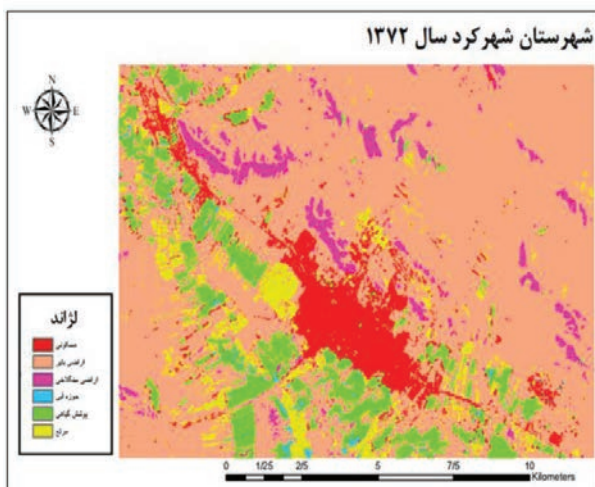 شهرستان شهرکرد سال ۱۳۷۲
N
W E
S
لژاند
مسکونی
اراضی بایر
اراضی سنگلاخی
حوزه آبی
پوشش گیاهی
مرتع
0 1/25 2/5 5 7/5 10
Kilometers